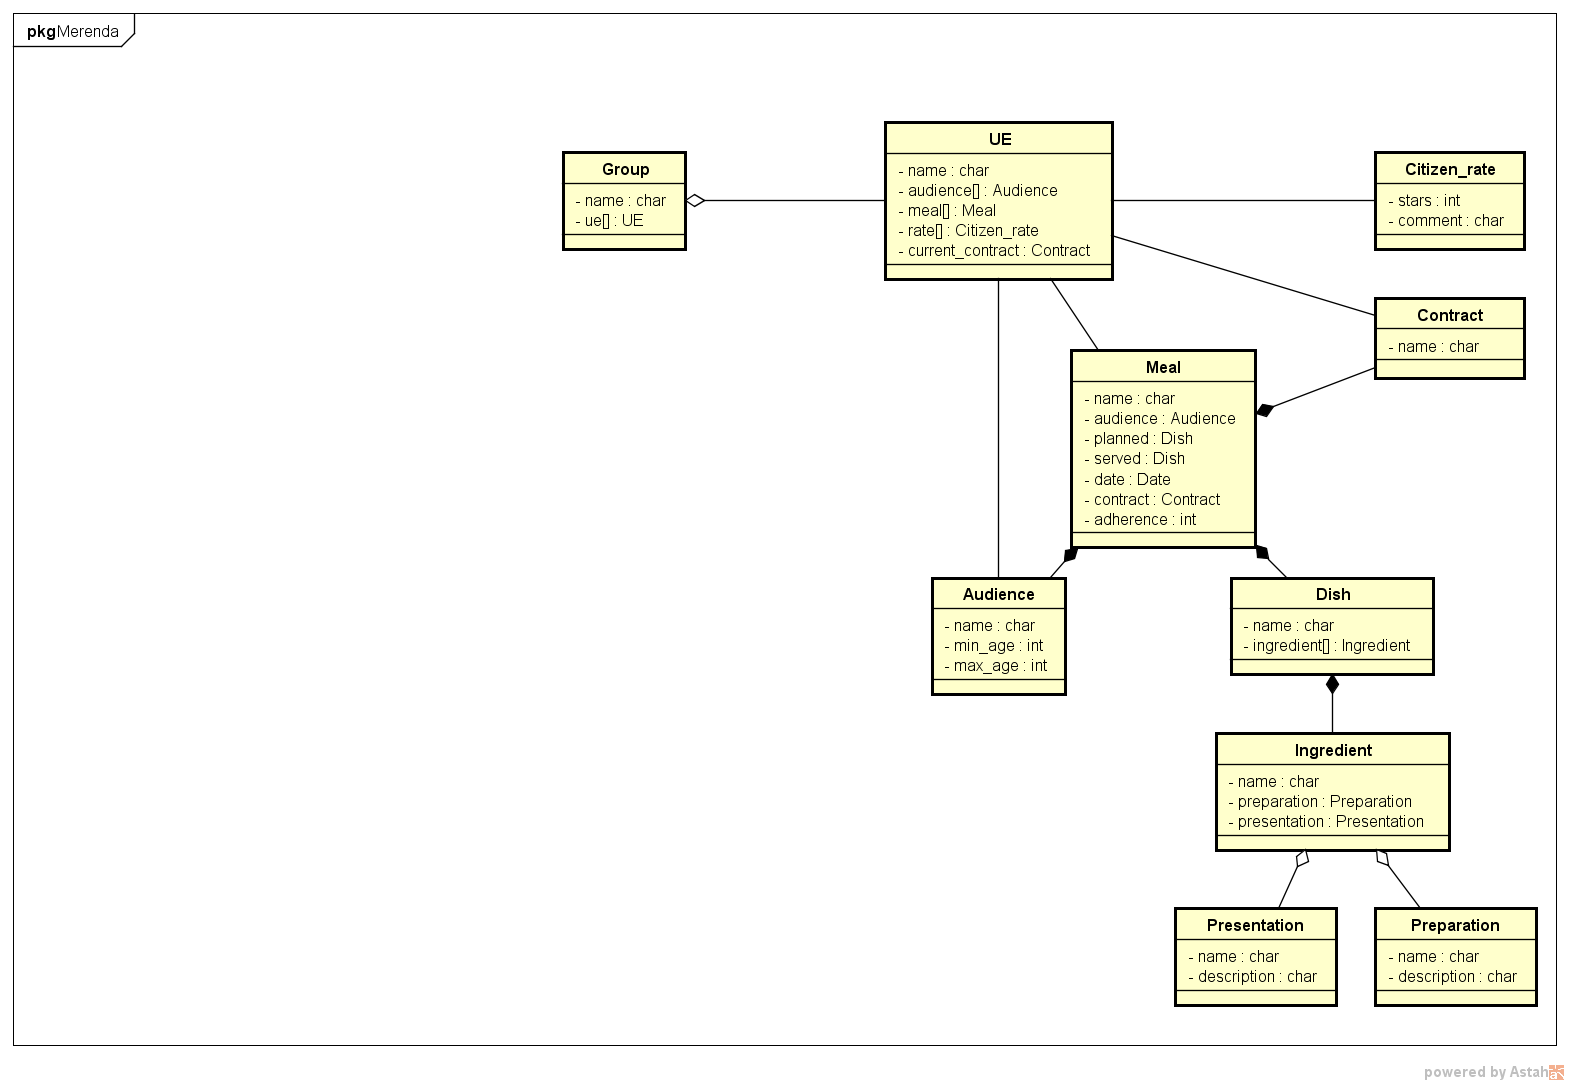 pkgMerenda
Group
- name : char
- ue[] : UE
UE
- name : char
- audience[] : Audience
- meal[] : Meal
- rate[] : Citizen_rate
- current_contract : Contract
Citizen_rate
- stars : int
- comment : char
Contract
- name : char
Meal
- name : char
- audience : Audience
- planned : Dish
- served : Dish
- date : Date
- contract : Contract
- adherence : int
Audience
- name : char
- min_age : int
- max_age : int
Dish
- name : char
- ingredient[] : Ingredient
Ingredient
- name : char
- preparation : Preparation
- presentation : Presentation
Presentation
- name : char
- description : char
Preparation
- name : char
- description : char
powered by Astah